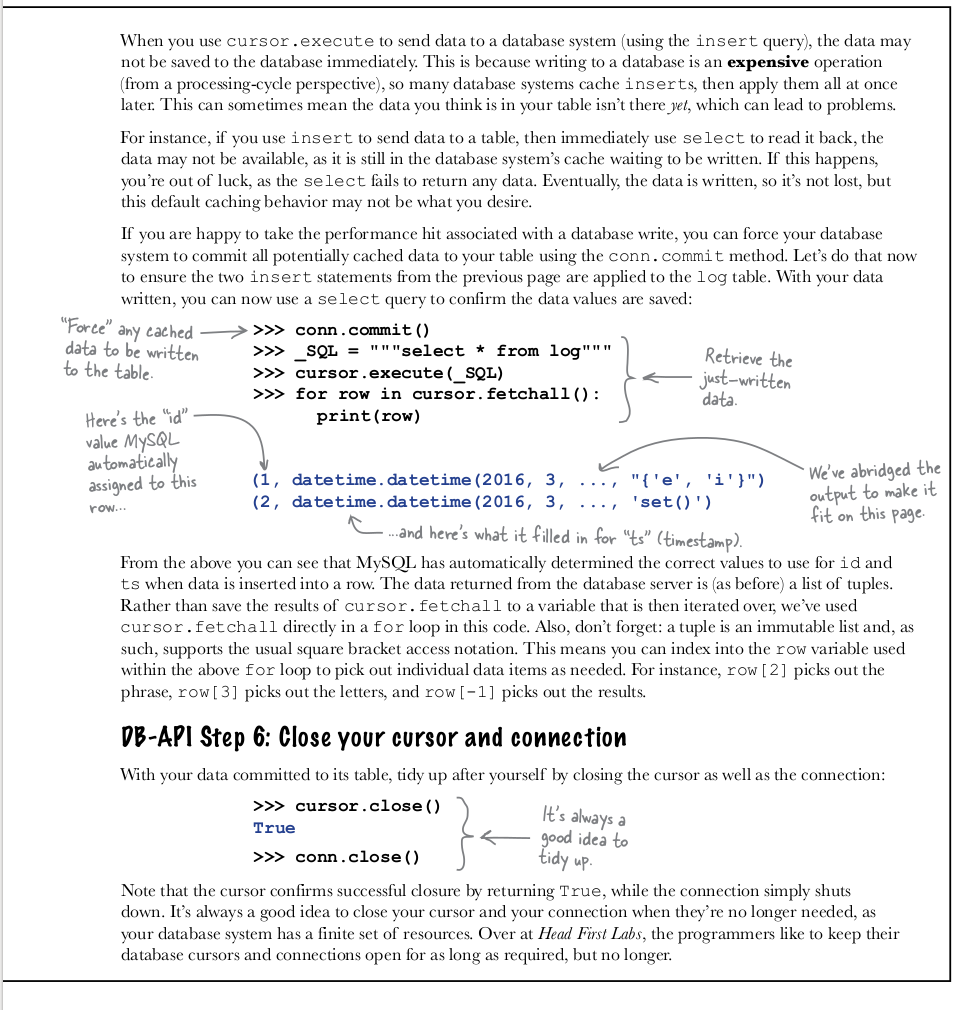 When you use cursor.execute to send data to a database system (using the insert query), the data may
not be saved to the database immediately. This is because writing to a database is an expensive operation
(from a processing-cycle perspective), so many database systems cache inserts, then apply them all at once
later. This can sometimes mean the data you think is in your table isn't there yet, which can lead to problems.
For instance, if you use insert to send data to a table, then immediately use select to read it back, the
data may not be available, as it is still in the database system's cache waiting to be written. If this happens,
you're out of luck, as the select fails to return any data. Eventually, the data is written, so it's not lost, but
this default caching behavior may not be what you desire.
If you are happy to take the performance hit associated with a database write, you can force your database
system to commit all potentially cached data to your table using the conn.commit method. Let's do that now
to ensure the two insert statements from the previous page are applied to the log table. With your data
written, you can now use a select query to confirm the data values are saved:
"Force" any cached
data to be written
to the table.
>>> conn.commit()
>>> _SQL = """select * from log"""
>>> cursor.execute(_SQL)
>>> for row in cursor.fetchall():
print(row)
Retrieve the
just-written
data.
Here's the "id"
value MySQL
automatically
assigned to this
row...
(1, datetime.datetime(2016, 3, ..., "{'e', 'i'}")
(2, datetime.datetime(2016, 3, ..., 'set()')
We've abridged the
output to make it
fit on this page.
...and here's what it filled in for "ts" (timestamp).
From the above you can see that MySQL has automatically determined the correct values to use for id and
ts when data is inserted into a row. The data returned from the database server is (as before) a list of tuples.
Rather than save the results of cursor.fetchall to a variable that is then iterated over, we've used
cursor.fetchall directly in a for loop in this code. Also, don't forget: a tuple is an immutable list and, as
such, supports the usual square bracket access notation. This means you can index into the row variable used
within the above for loop to pick out individual data items as needed. For instance, row[2] picks out the
phrase, row[3] picks out the letters, and row[-1] picks out the results.
DB-API Step 6: Close your cursor and connection
With your data committed to its table, tidy up after yourself by closing the cursor as well as the connection:
>>> cursor.close()
True
>>> conn.close()
It's always a
good idea to
tidy up.
Note that the cursor confirms successful closure by returning True, while the connection simply shuts
down. It's always a good idea to close your cursor and your connection when they're no longer needed, as
your database system has a finite set of resources. Over at Head First Labs, the programmers like to keep their
database cursors and connections open for as long as required, but no longer.